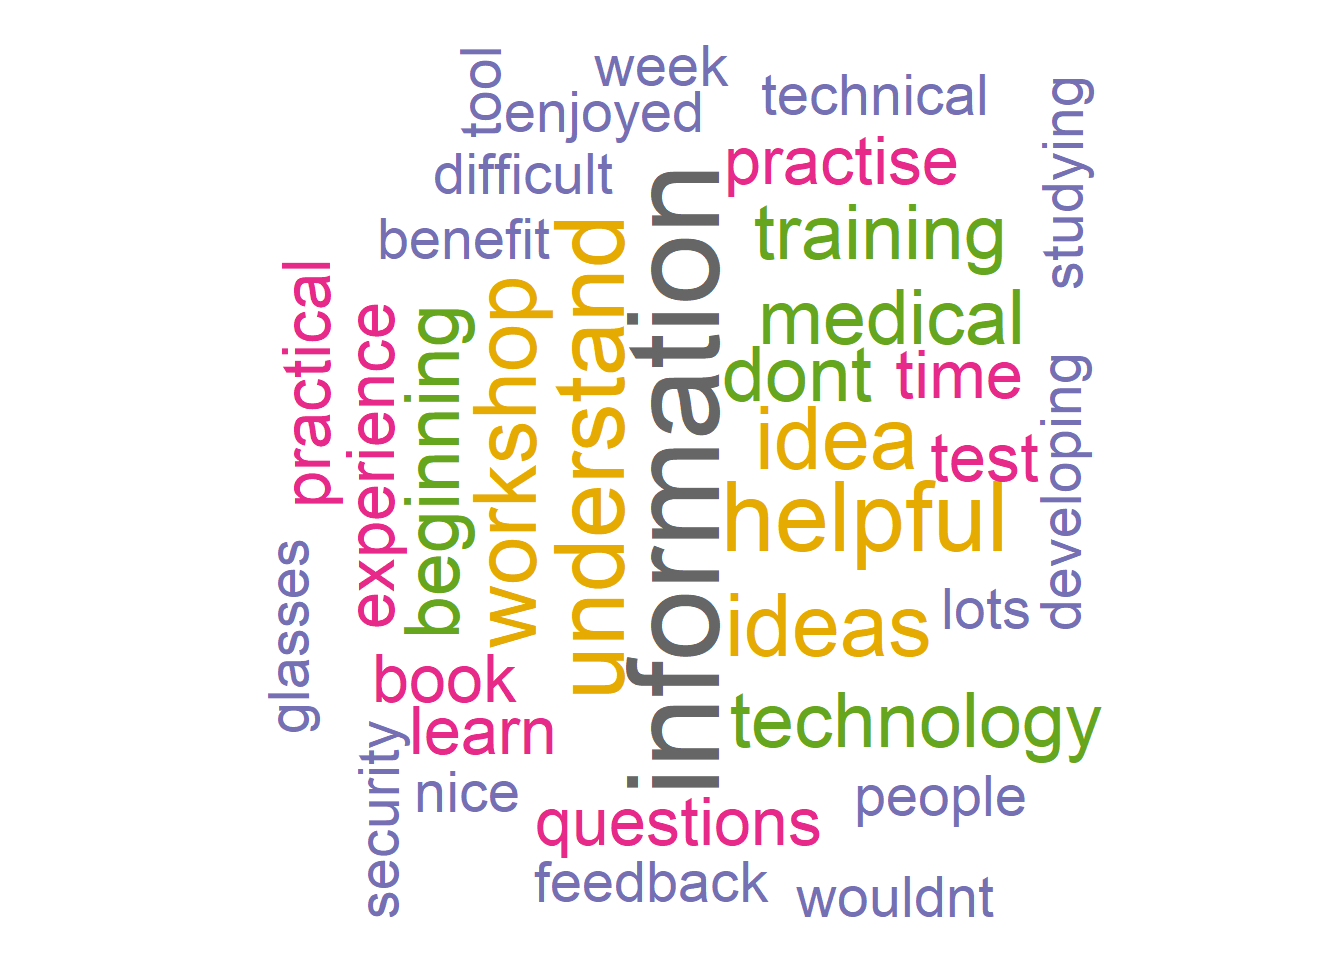 week
tool
enjoyed
technical
studying
difficult
practise
benefit
training
understand
information
practical
experience
beginning
workshop
medical
dont
time
idea
test
developing
helpful
glasses
ideas
lots
book
learn
technology
security
nice
people
questions
feedback
wouldnt